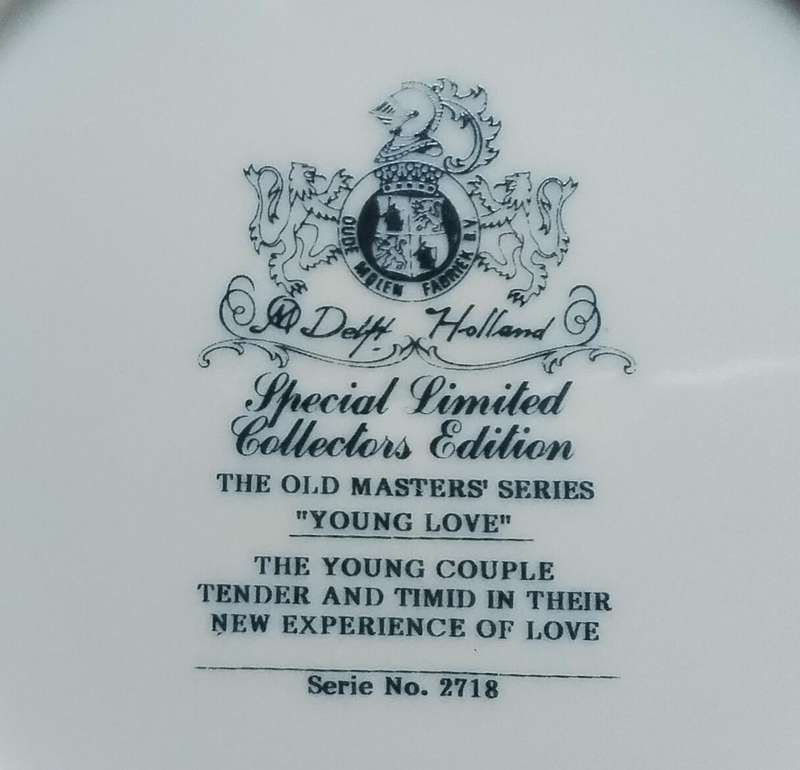 OUDE MOLEN FABRIEK B.V
M Delft Holland
Special Limited
Collectors Edition
THE OLD MASTERS' SERIES
"YOUNG LOVE"
THE YOUNG COUPLE
TENDER AND TIMID IN THEIR
NEW EXPERIENCE OF LOVE
Serie No. 2718